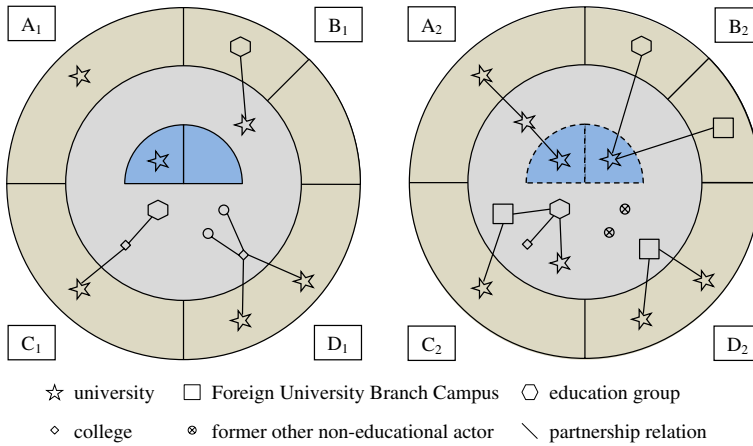 A₁ B₁ A₂ B₂
C₁ D₁ C₂ D₂
university Foreign University Branch Campus education group
college former other non-educational actor partnership relation